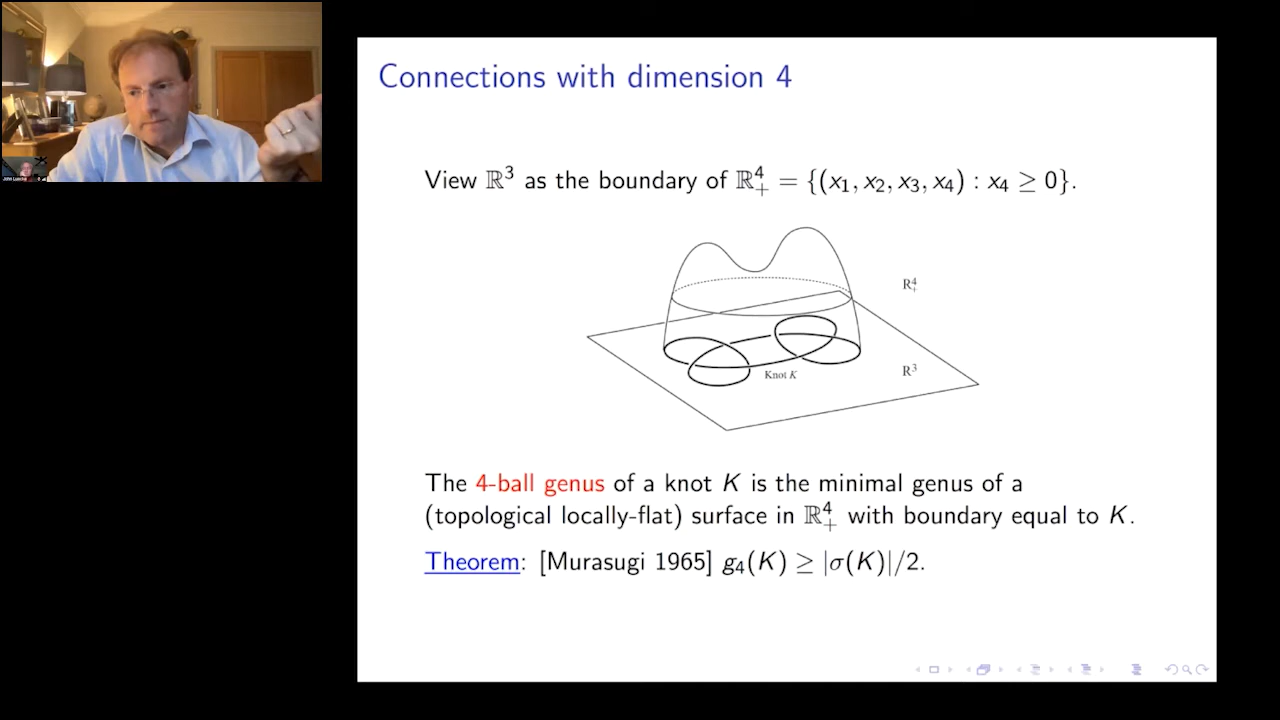 Connections with dimension 4
View ℝ³ as the boundary of ℝ⁴₊ = {(x₁, x₂, x₃, x₄) : x₄ ≥ 0}.
R⁴₊
R³
Knot K
The 4-ball genus of a knot K is the minimal genus of a
(topological locally-flat) surface in ℝ⁴₊ with boundary equal to K.
Theorem: [Murasugi 1965] g₄(K) ≥ |σ(K)|/2.